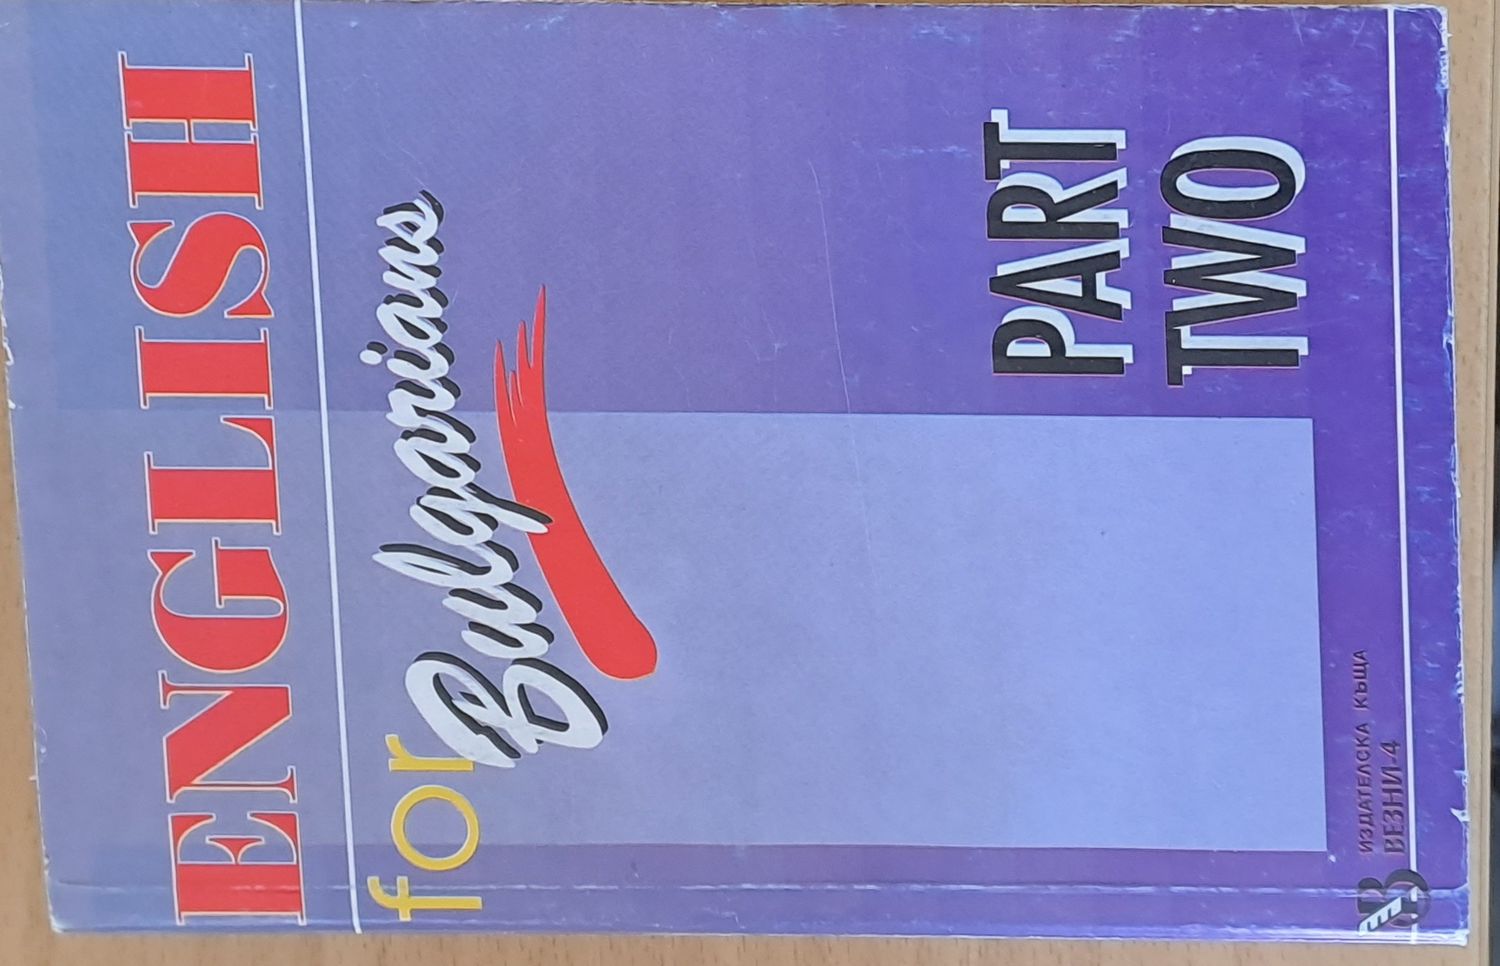 ENGLISH
for Bulgarians
PART
TWO
ИЗДАТЕЛСКА КЪЩА
ВЕЗНИ-4